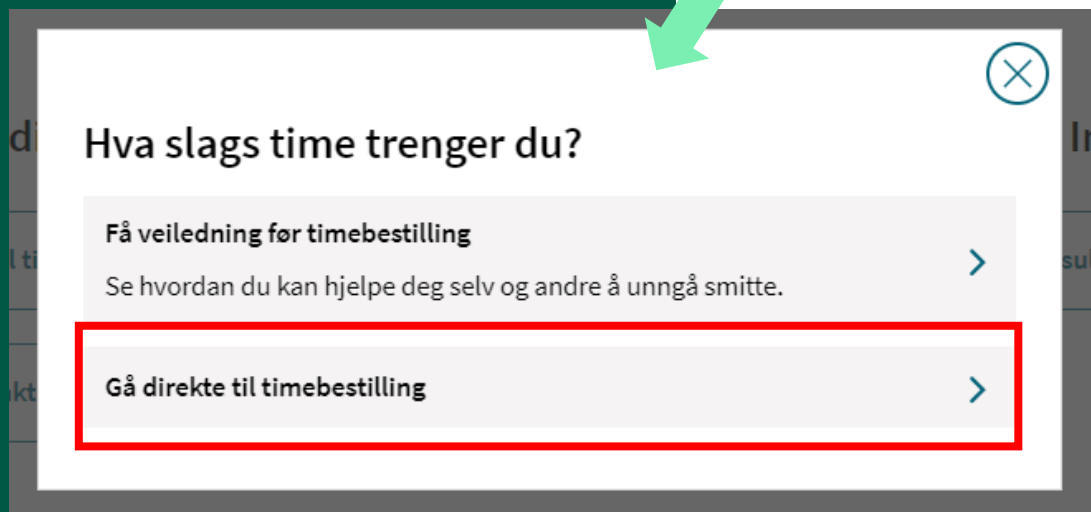 Hva slags time trenger du?
Få veiledning før timebestilling
Se hvordan du kan hjelpe deg selv og andre å unngå smitte.
Gå direkte til timebestilling